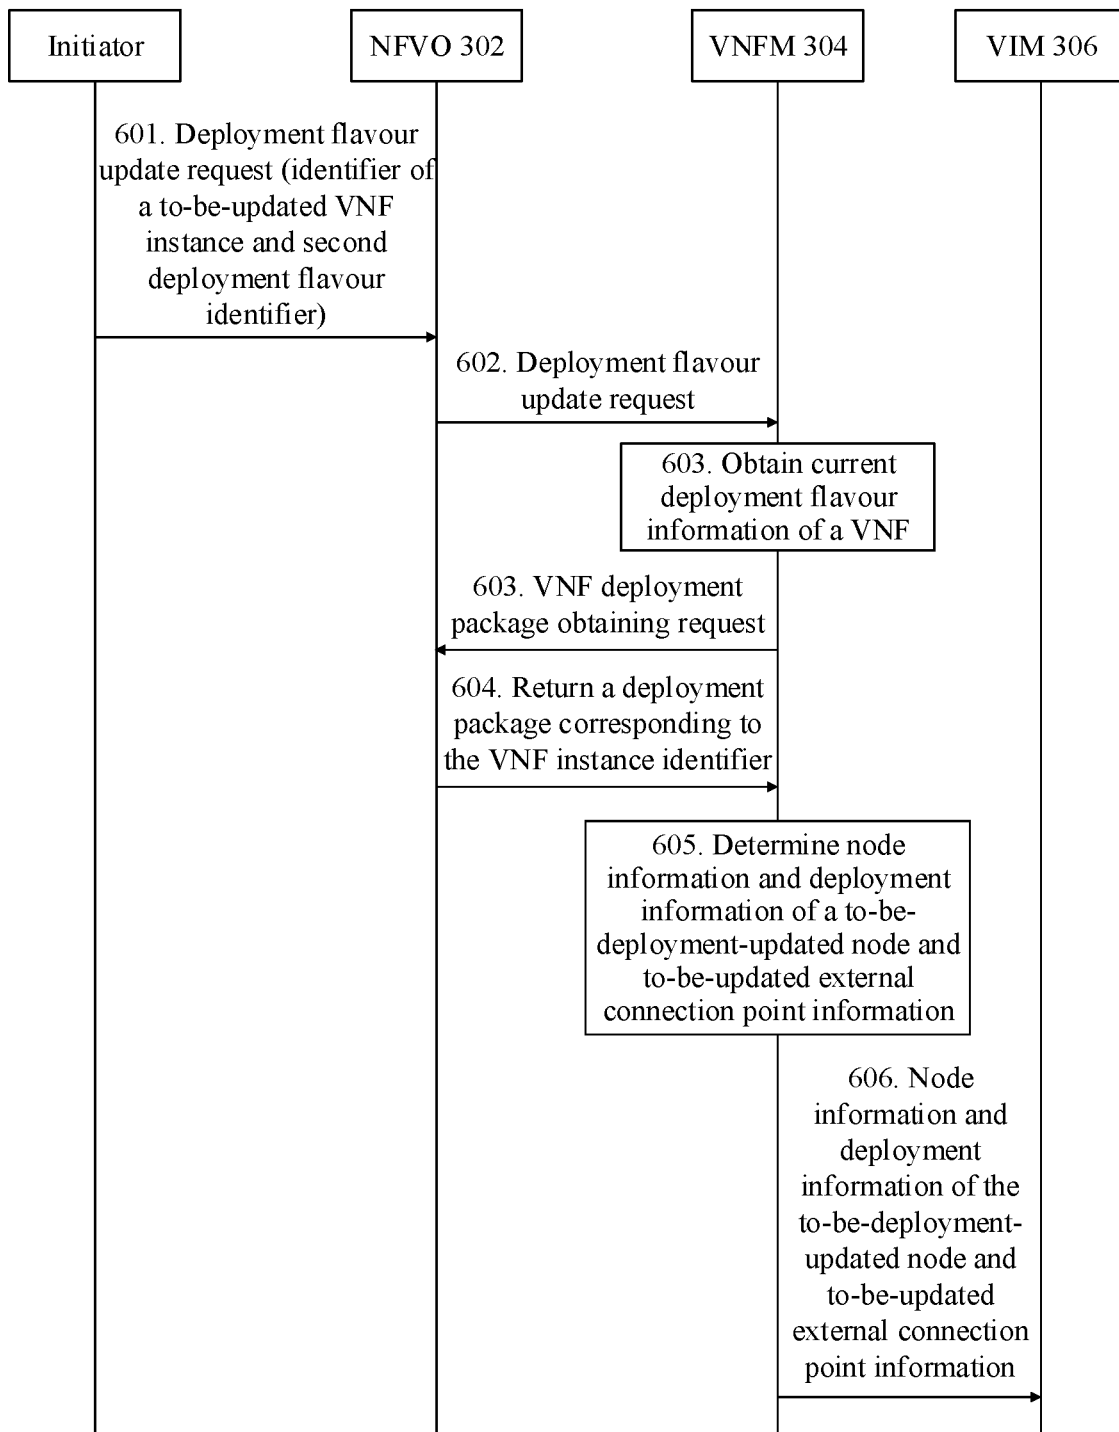 Initiator
NFVO 302
VNFM 304
VIM 306
601. Deployment flavour
update request (identifier of
a to-be-updated VNF
instance and second
deployment flavour
identifier)
602. Deployment flavour
update request
603. Obtain current
deployment flavour
information of a VNF
603. VNF deployment
package obtaining request
604. Return a deployment
package corresponding to
the VNF instance identifier
605. Determine node
information and deployment
information of a to-be-
deployment-updated node and
to-be-updated external
connection point information
606. Node
information and
deployment
information of the
to-be-deployment-
updated node and
to-be-updated
external connection
point information